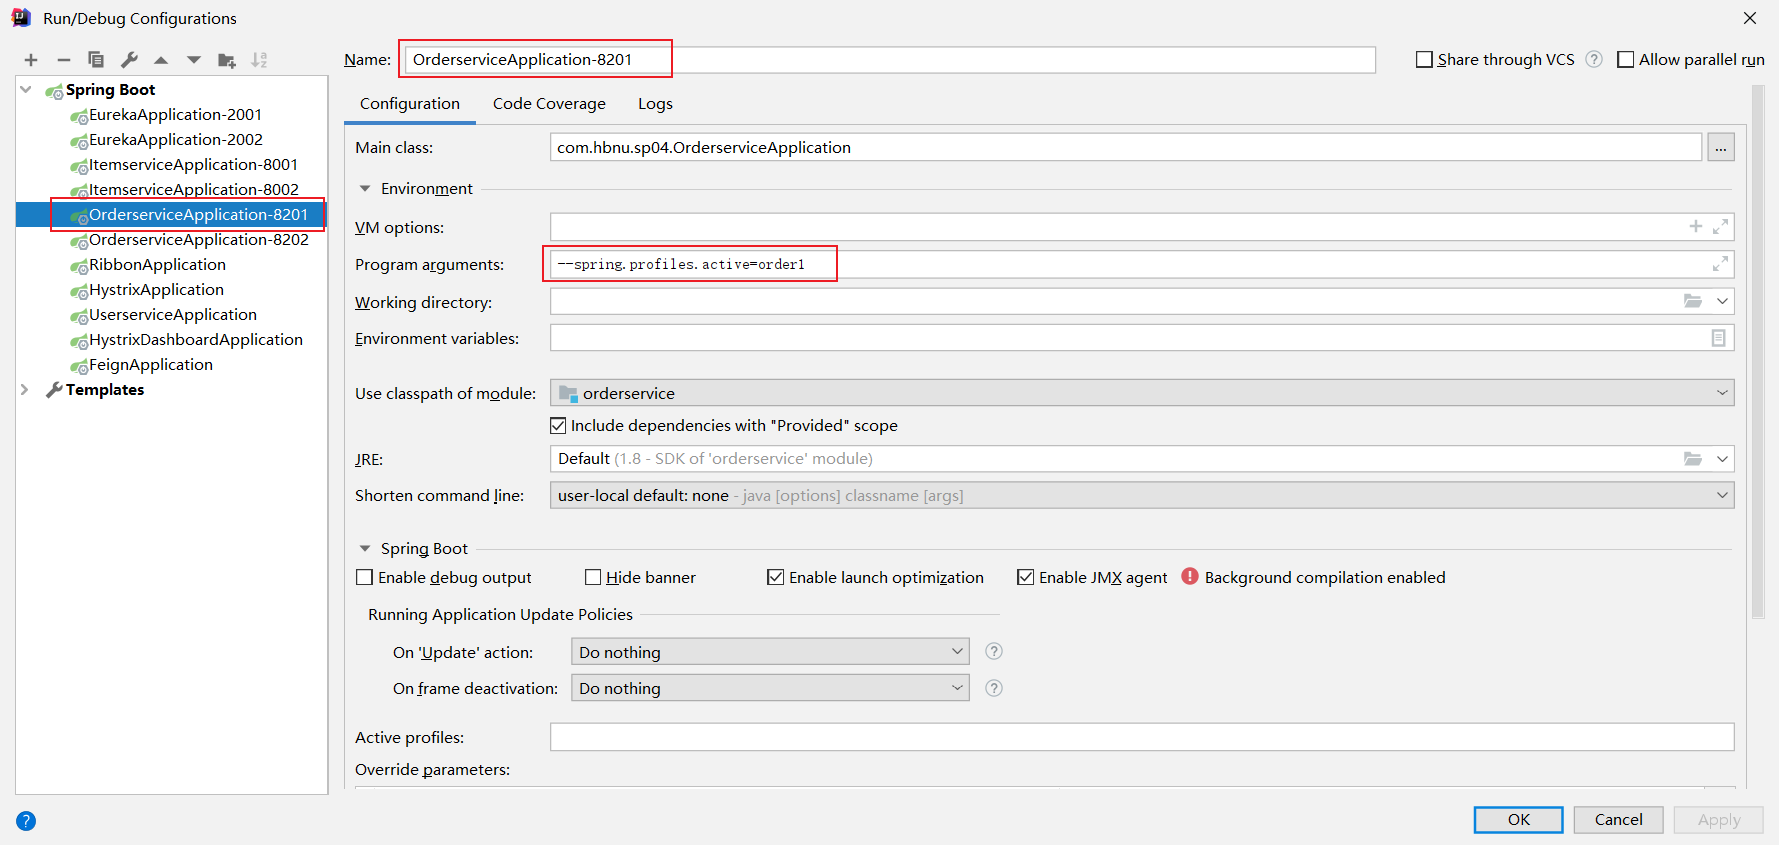 Run/Debug Configurations
Name: OrderserviceApplication-8201
Share through VCS ?
Allow parallel run
Spring Boot
EurekaApplication-2001
EurekaApplication-2002
ItemserviceApplication-8001
ItemserviceApplication-8002
OrderserviceApplication-8201
OrderserviceApplication-8202
RibbonApplication
HystrixApplication
UserserviceApplication
HystrixDashboardApplication
FeignApplication
Templates
Configuration Code Coverage Logs
Main class: com.hbnu.sp04.OrderserviceApplication ...
Environment
VM options:
Program arguments: --spring.profiles.active=order1
Working directory:
Environment variables:
Use classpath of module: orderservice
Include dependencies with "Provided" scope
JRE: Default (1.8 - SDK of 'orderservice' module)
Shorten command line: user-local default: none - java [options] classname [args]
Spring Boot
Enable debug output Hide banner Enable launch optimization Enable JMX agent ! Background compilation enabled
Running Application Update Policies
On 'Update' action: Do nothing ?
On frame deactivation: Do nothing ?
Active profiles:
Override parameters:
? OK Cancel Apply